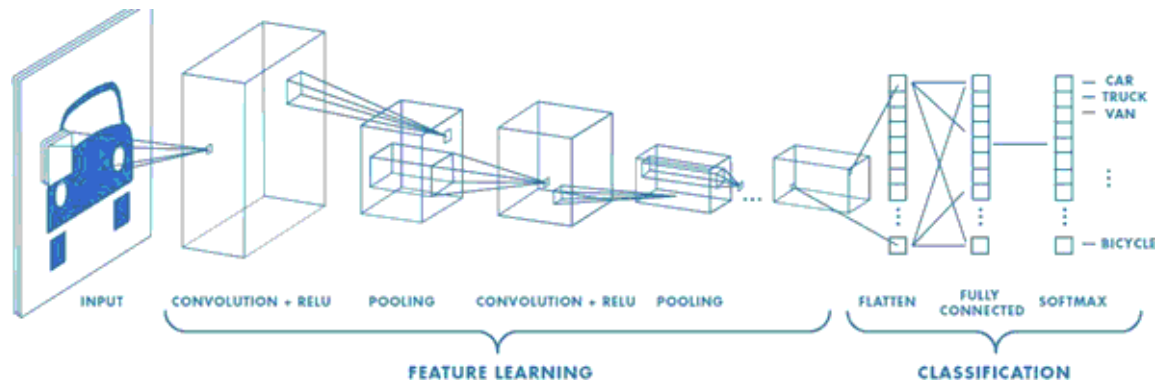 CAR
TRUCK
VAN
BICYCLE
INPUT
CONVOLUTION + RELU
POOLING
CONVOLUTION + RELU
POOLING
FLATTEN
FULLY
CONNECTED
SOFTMAX
FEATURE LEARNING
CLASSIFICATION